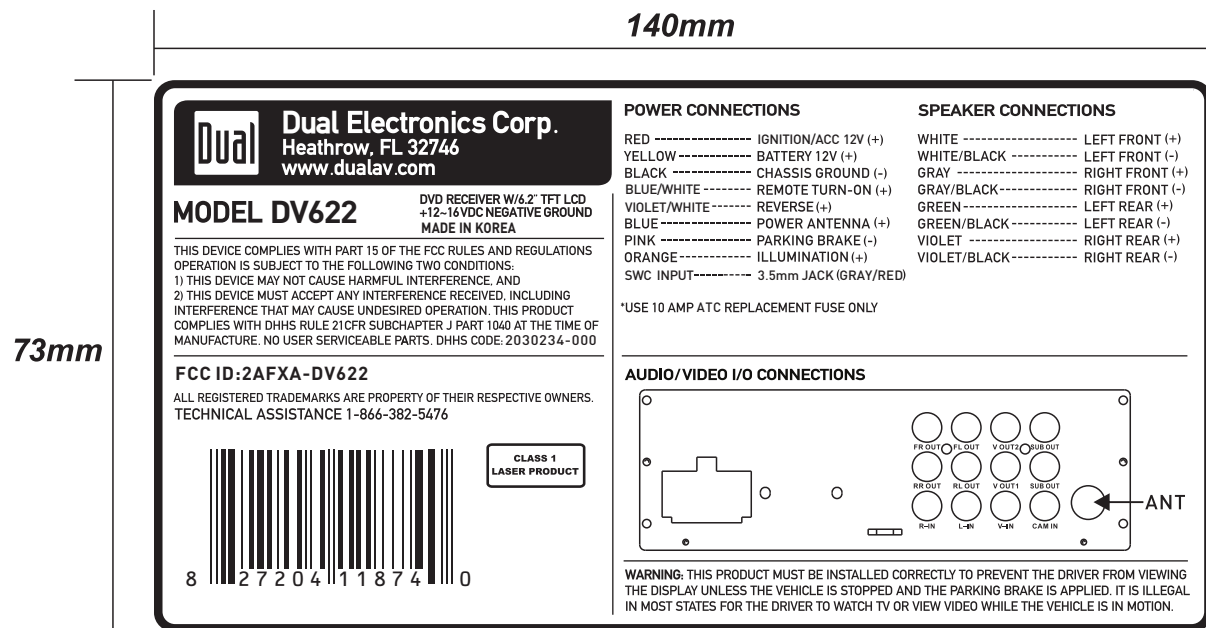 140mm
73mm
Dual
Dual Electronics Corp.
Heathrow, FL 32746
www.dualav.com
MODEL DV622
DVD RECEIVER W/6.2" TFT LCD
+12~16VDC NEGATIVE GROUND
MADE IN KOREA
THIS DEVICE COMPLIES WITH PART 15 OF THE FCC RULES AND REGULATIONS
OPERATION IS SUBJECT TO THE FOLLOWING TWO CONDITIONS:
1) THIS DEVICE MAY NOT CAUSE HARMFUL INTERFERENCE, AND
2) THIS DEVICE MUST ACCEPT ANY INTERFERENCE RECEIVED, INCLUDING
INTERFERENCE THAT MAY CAUSE UNDESIRED OPERATION. THIS PRODUCT
COMPLIES WITH DHHS RULE 21CFR SUBCHAPTER J PART 1040 AT THE TIME OF
MANUFACTURE. NO USER SERVICEABLE PARTS. DHHS CODE: 2030234-000
FCC ID:2AFXA-DV622
ALL REGISTERED TRADEMARKS ARE PROPERTY OF THEIR RESPECTIVE OWNERS.
TECHNICAL ASSISTANCE 1-866-382-5476
CLASS 1
LASER PRODUCT
8 27204 11874 0
POWER CONNECTIONS
RED ---------------- IGNITION/ACC 12V (+)
YELLOW ------------- BATTERY 12V (+)
BLACK -------------- CHASSIS GROUND (-)
BLUE/WHITE -------- REMOTE TURN-ON (+)
VIOLET/WHITE ------- REVERSE (+)
BLUE --------------- POWER ANTENNA (+)
PINK --------------- PARKING BRAKE (-)
ORANGE ------------- ILLUMINATION (+)
SWC INPUT---------- 3.5mm JACK (GRAY/RED)
*USE 10 AMP ATC REPLACEMENT FUSE ONLY
SPEAKER CONNECTIONS
WHITE ------------------ LEFT FRONT (+)
WHITE/BLACK ---------- LEFT FRONT (-)
GRAY ------------------ RIGHT FRONT (+)
GRAY/BLACK ------------ RIGHT FRONT (-)
GREEN ----------------- LEFT REAR (+)
GREEN/BLACK ---------- LEFT REAR (-)
VIOLET ---------------- RIGHT REAR (+)
VIOLET/BLACK ---------- RIGHT REAR (-)
AUDIO/VIDEO I/O CONNECTIONS
FR OUT FL OUT V OUT2 SUB OUT
RR OUT RL OUT V OUT1 SUB OUT
R-IN L-IN V-IN CAM IN
ANT
WARNING: THIS PRODUCT MUST BE INSTALLED CORRECTLY TO PREVENT THE DRIVER FROM VIEWING
THE DISPLAY UNLESS THE VEHICLE IS STOPPED AND THE PARKING BRAKE IS APPLIED. IT IS ILLEGAL
IN MOST STATES FOR THE DRIVER TO WATCH TV OR VIEW VIDEO WHILE THE VEHICLE IS IN MOTION.